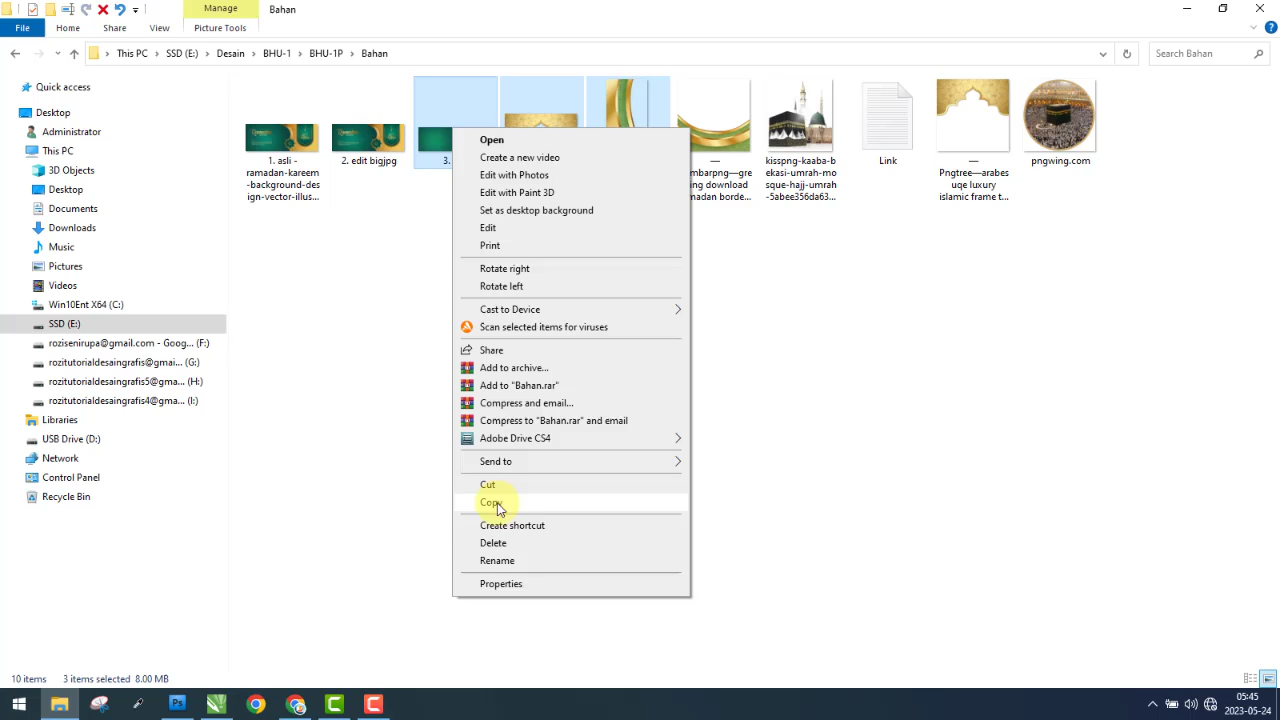 Manage
Bahan
File
Home
Share
View
Picture Tools
This PC
SSD (E:)
Desain
BHU-1
BHU-1P
Bahan
Search Bahan
Quick access
Desktop
Administrator
This PC
3D Objects
Desktop
Documents
Downloads
Music
Pictures
Videos
Win10Ent X64 (C:)
SSD (E:)
rozisenirupa@gmail.com - Goog... (F:)
rozitutorialdesaingrafis@gmai... (G:)
rozitutorialdesaingrafis5@gma... (H:)
rozitutorialdesaingrafis4@gma... (I:)
Libraries
USB Drive (D:)
Network
Control Panel
Recycle Bin
1. asli -
ramadan-kareem
-background-des
ign-vector-illus...
2. edit bigjpg
3.
Open
Create a new video
Edit with Photos
Edit with Paint 3D
Set as desktop background
Edit
Print
Rotate right
Rotate left
Cast to Device
Scan selected items for viruses
Share
Add to archive...
Add to "Bahan.rar"
Compress and email...
Compress to "Bahan.rar" and email
Adobe Drive CS4
Send to
Cut
Copy
Create shortcut
Delete
Rename
Properties
—
mbarpng—gre
ing download
madan borde...
kisspng-kaaba-b
ekasi-umrah-mo
sque-hajj-umrah
-5abee356da63...
Link
—
Pngtree—arabes
uqe luxury
islamic frame t...
pngwing.com
10 items
3 items selected
8.00 MB
Ps
05:45
2023-05-24